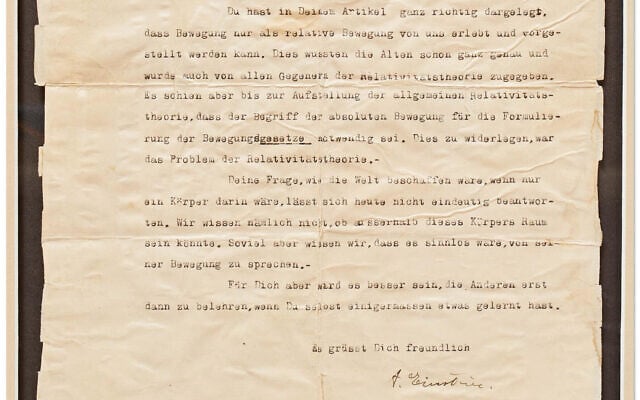 Du hast in Deinem Artikel ganz richtig dargelegt,
dass Bewegung nur als relative Bewegung von uns erlebt und vorge-
stellt werden kann. Dies wussten die Alten schon ganz genau und
wurde auch von allen Gegenern der Relativitätstheorie zugegeben.
Es schien aber bis zur Aufstellung der allgemeinen Relativitäts-
theorie, dass der Begriff der absoluten Bewegung für die Formulie-
rung der Bewegungsgesetze notwendig sei. Dies zu widerlegen, war
das Problem der Relativitätstheorie.-
Deine Frage, wie die Welt beschaffen wäre, wenn nur
ein Körper darin wäre, lässt sich heute nicht eindeutig beantwor-
ten. Wir wissen nämlich nicht, ob ausserhalb dieses Körpers Raum
sein könnte. Soviel aber wissen wir, dass es sinnlos wäre, von sei-
ner Bewegung zu sprechen.-
Für Dich aber wird es besser sein, die Anderen erst
dann zu belehren, wenn Du selbst einigermassen etwas gelernt hast.
Es grüsst Dich freundlich
A. Einstein.